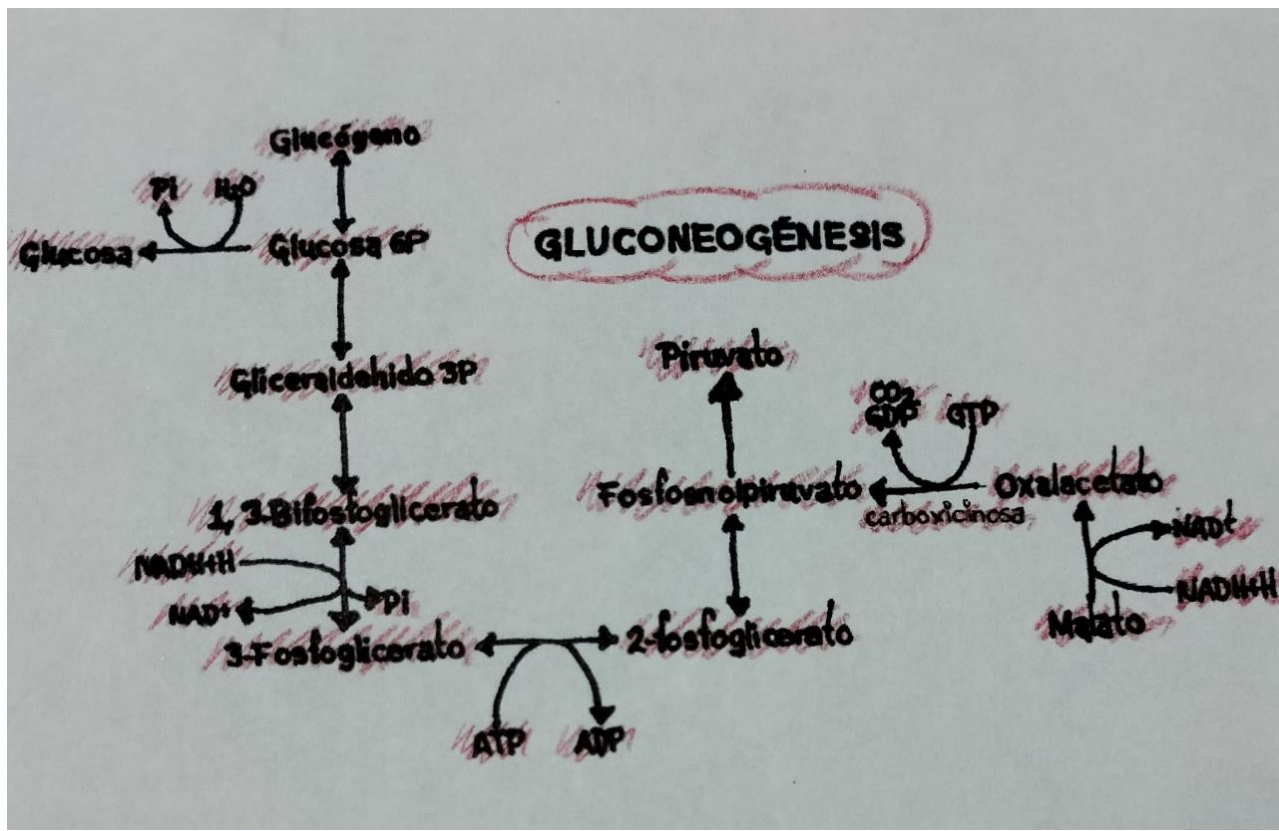 Glucógeno
Pi H₂O
Glucosa Glucosa 6P
GLUCONEOGÉNESIS
Gliceraldehido 3P
Piruvato
CO₂
GDP GTP
1, 3-Bifosfoglicerato
Fosfoenolpiruvato
Oxalacetato
carboxicinosa
NADH+H
NAD+
Pi
NAD+
NADH+H
3-Fosfoglicerato
2-fosfoglicerato
Malato
ATP ADP